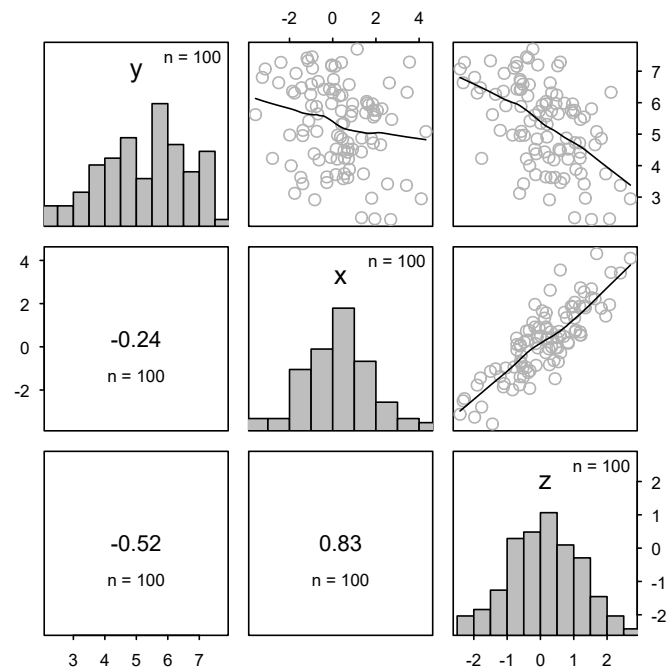 -2 0 2 4
y n = 100
7
6
5
4
3
4
2
0
-2
-0.24
n = 100
x n = 100
-0.52
n = 100
0.83
n = 100
z n = 100
2
1
0
-1
-2
3 4 5 6 7
-2 -1 0 1 2